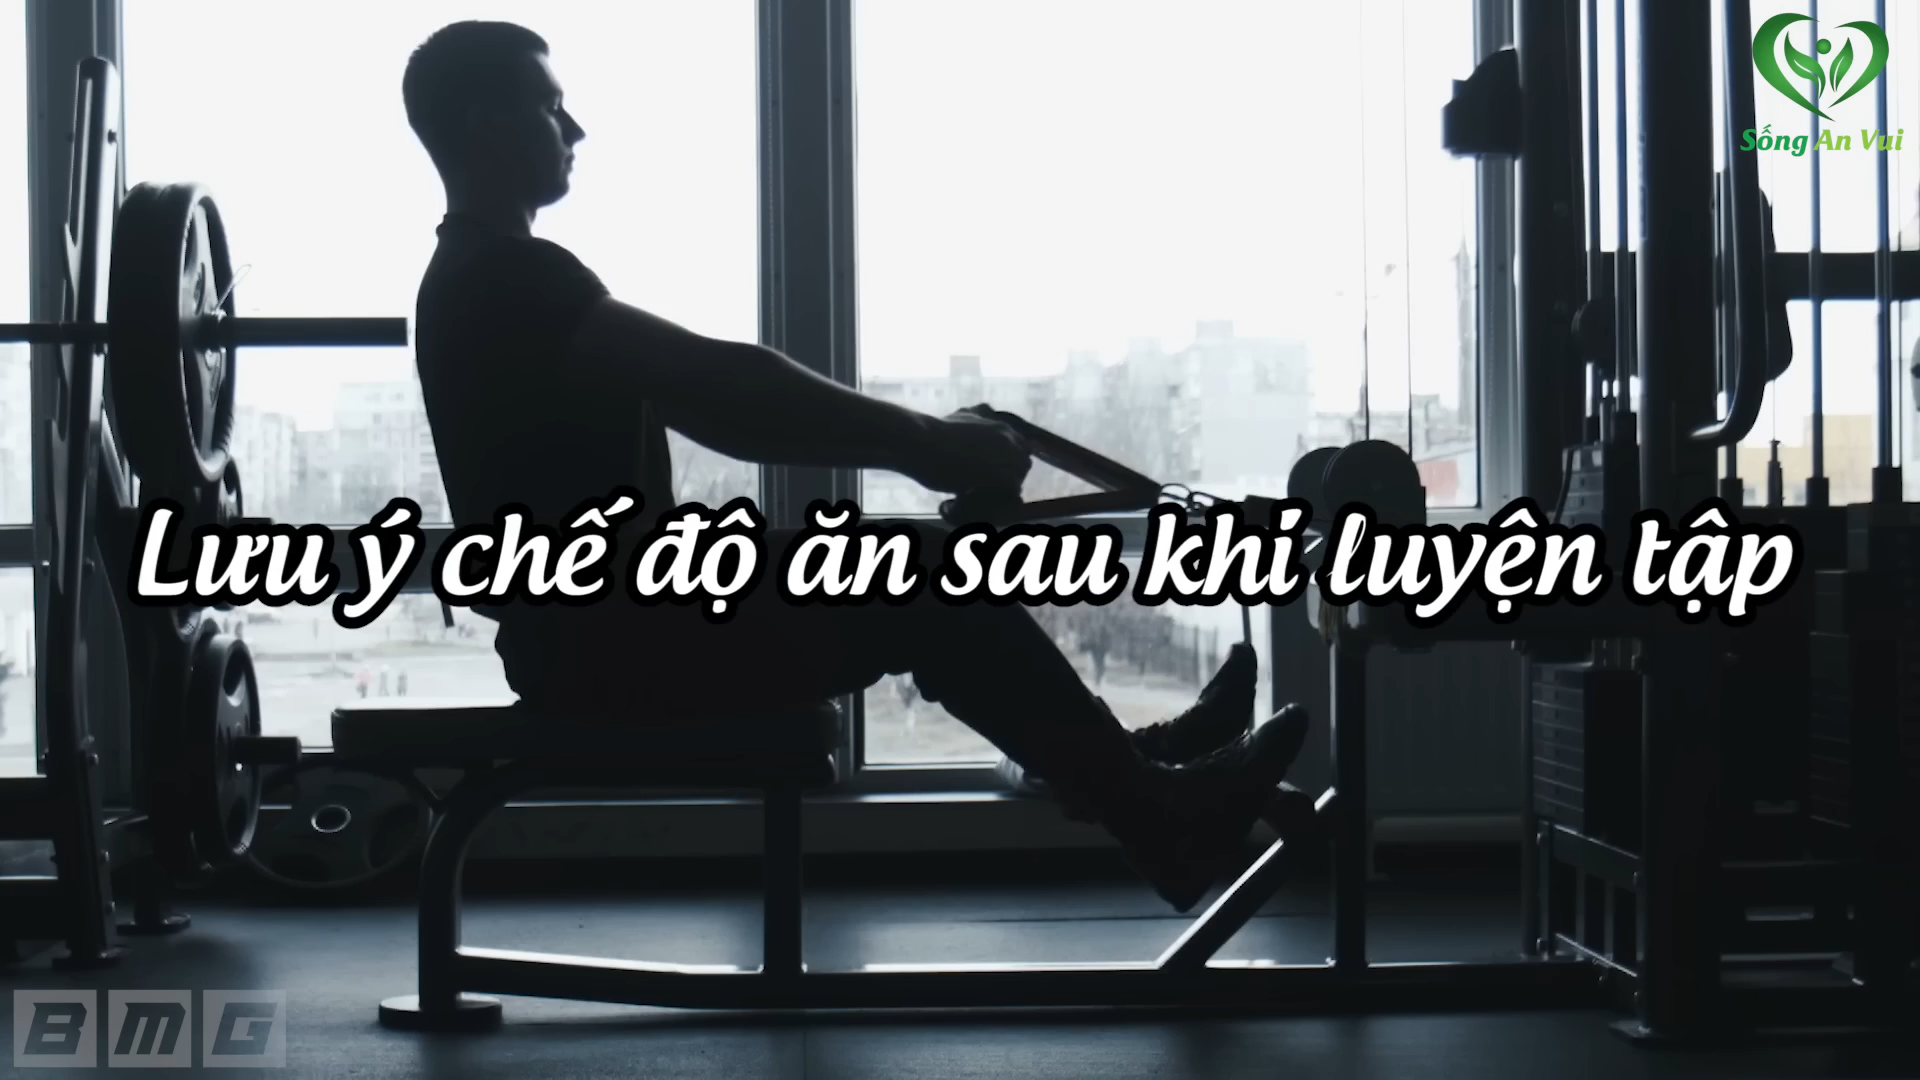 Sống An Vui
Lưu ý chế độ ăn sau khi luyện tập
BMG